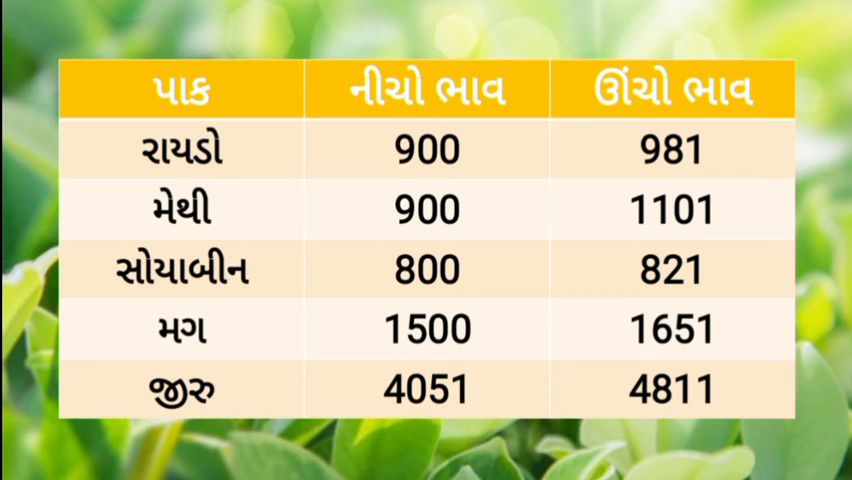 પાક નીચો ભાવ ઊંચો ભાવ
રાયડો 900 981
મેથી 900 1101
સોયાબીન 800 821
મગ 1500 1651
જીરુ 4051 4811